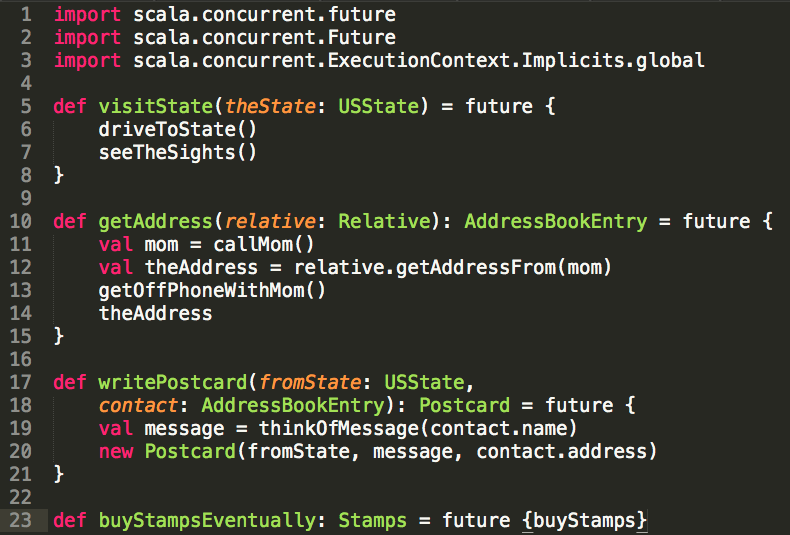 1 import scala.concurrent.future
2 import scala.concurrent.Future
3 import scala.concurrent.ExecutionContext.Implicits.global
4
5 def visitState(theState: USState) = future {
6     driveToState()
7     seeTheSights()
8 }
9
10 def getAddress(relative: Relative): AddressBookEntry = future {
11     val mom = callMom()
12     val theAddress = relative.getAddressFrom(mom)
13     getOffPhoneWithMom()
14     theAddress
15 }
16
17 def writePostcard(fromState: USState,
18     contact: AddressBookEntry): Postcard = future {
19     val message = thinkOfMessage(contact.name)
20     new Postcard(fromState, message, contact.address)
21 }
22
23 def buyStampsEventually: Stamps = future {buyStamps}